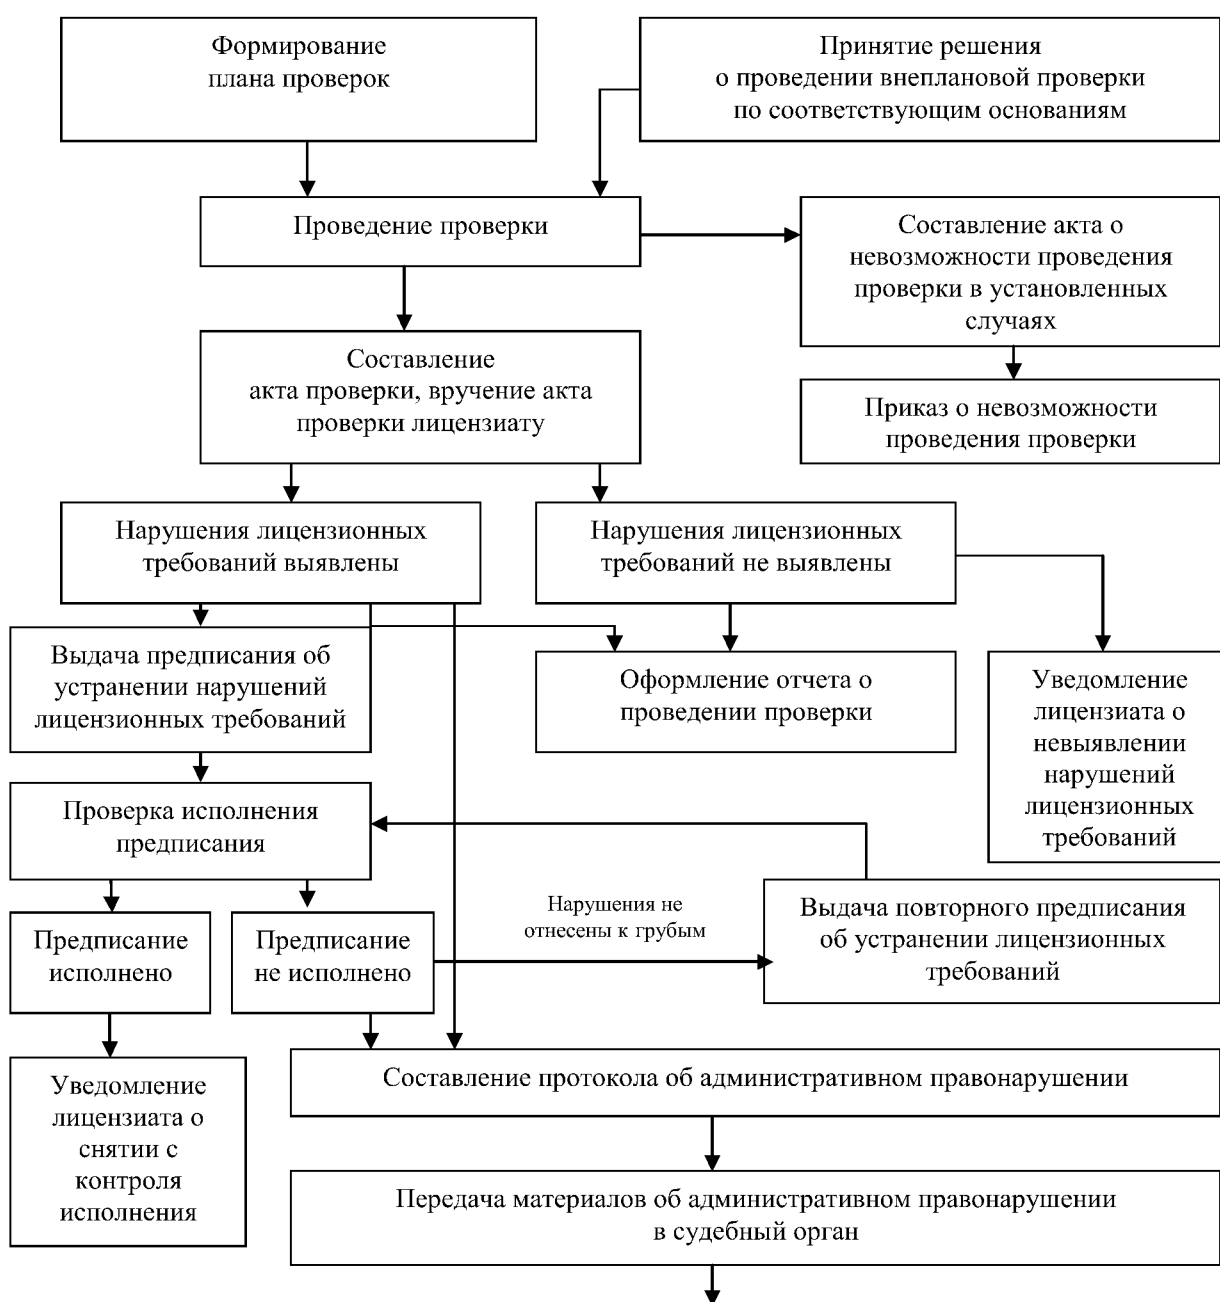 Формирование
плана проверок
Принятие решения
о проведении внеплановой проверки
по соответствующим основаниям
Проведение проверки
Составление акта о
невозможности проведения
проверки в установленных
случаях
Составление
акта проверки, вручение акта
проверки лицензиату
Приказ о невозможности
проведения проверки
Нарушения лицензионных
требований выявлены
Нарушения лицензионных
требований не выявлены
Выдача предписания об
устранении нарушений
лицензионных требований
Оформление отчета о
проведении проверки
Уведомление
лицензиата о
невыявлении
нарушений
лицензионных
требований
Проверка исполнения
предписания
Предписание
исполнено
Предписание
не исполнено
Нарушения не
отнесены к грубым
Выдача повторного предписания
об устранении лицензионных
требований
Уведомление
лицензиата о
снятии с
контроля
исполнения
Составление протокола об административном правонарушении
Передача материалов об административном правонарушении
в судебный орган